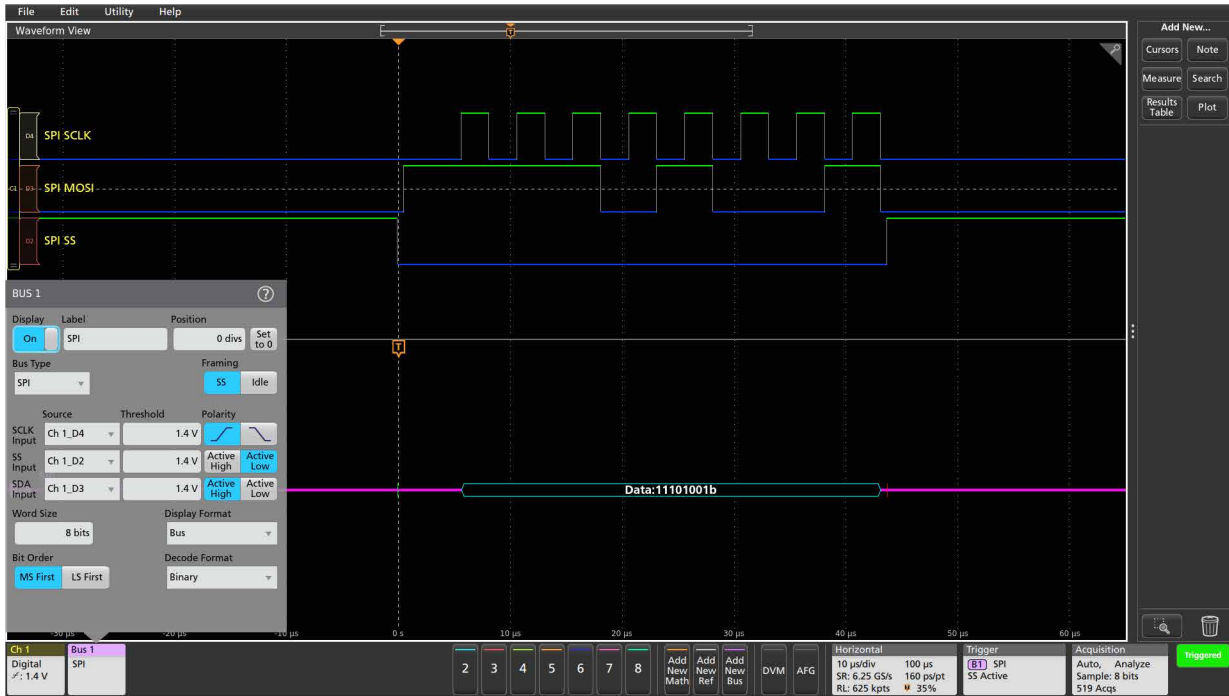 File Edit Utility Help
Waveform View
Add New...
Cursors Note
Measure Search
Results Table Plot
D4 SPI SCLK
C1 D3 SPI MOSI
D2 SPI SS
T
T
BUS 1 ?
Display Label Position
On SPI 0 divs Set to 0
Bus Type Framing
SPI SS Idle
Source Threshold Polarity
SCLK Input Ch 1_D4 1.4 V
SS Input Ch 1_D2 1.4 V Active High Active Low
SDA Input Ch 1_D3 1.4 V Active High Active Low
Data:11101001b
Word Size Display Format
8 bits Bus
Bit Order Decode Format
MS First LS First Binary
-30 µs -20 µs -10 µs 0 s 10 µs 20 µs 30 µs 40 µs 50 µs 60 µs
Ch 1
Digital
: 1.4 V
Bus 1
SPI
2 3 4 5 6 7 8
Add New Math
Add New Ref
Add New Bus
DVM AFG
Horizontal
10 µs/div 100 µs
SR: 6.25 GS/s 160 ps/pt
RL: 625 kpts 35%
Trigger
B1 SPI
SS Active
Acquisition
Auto, Analyze
Sample: 8 bits
519 Acqs
Triggered